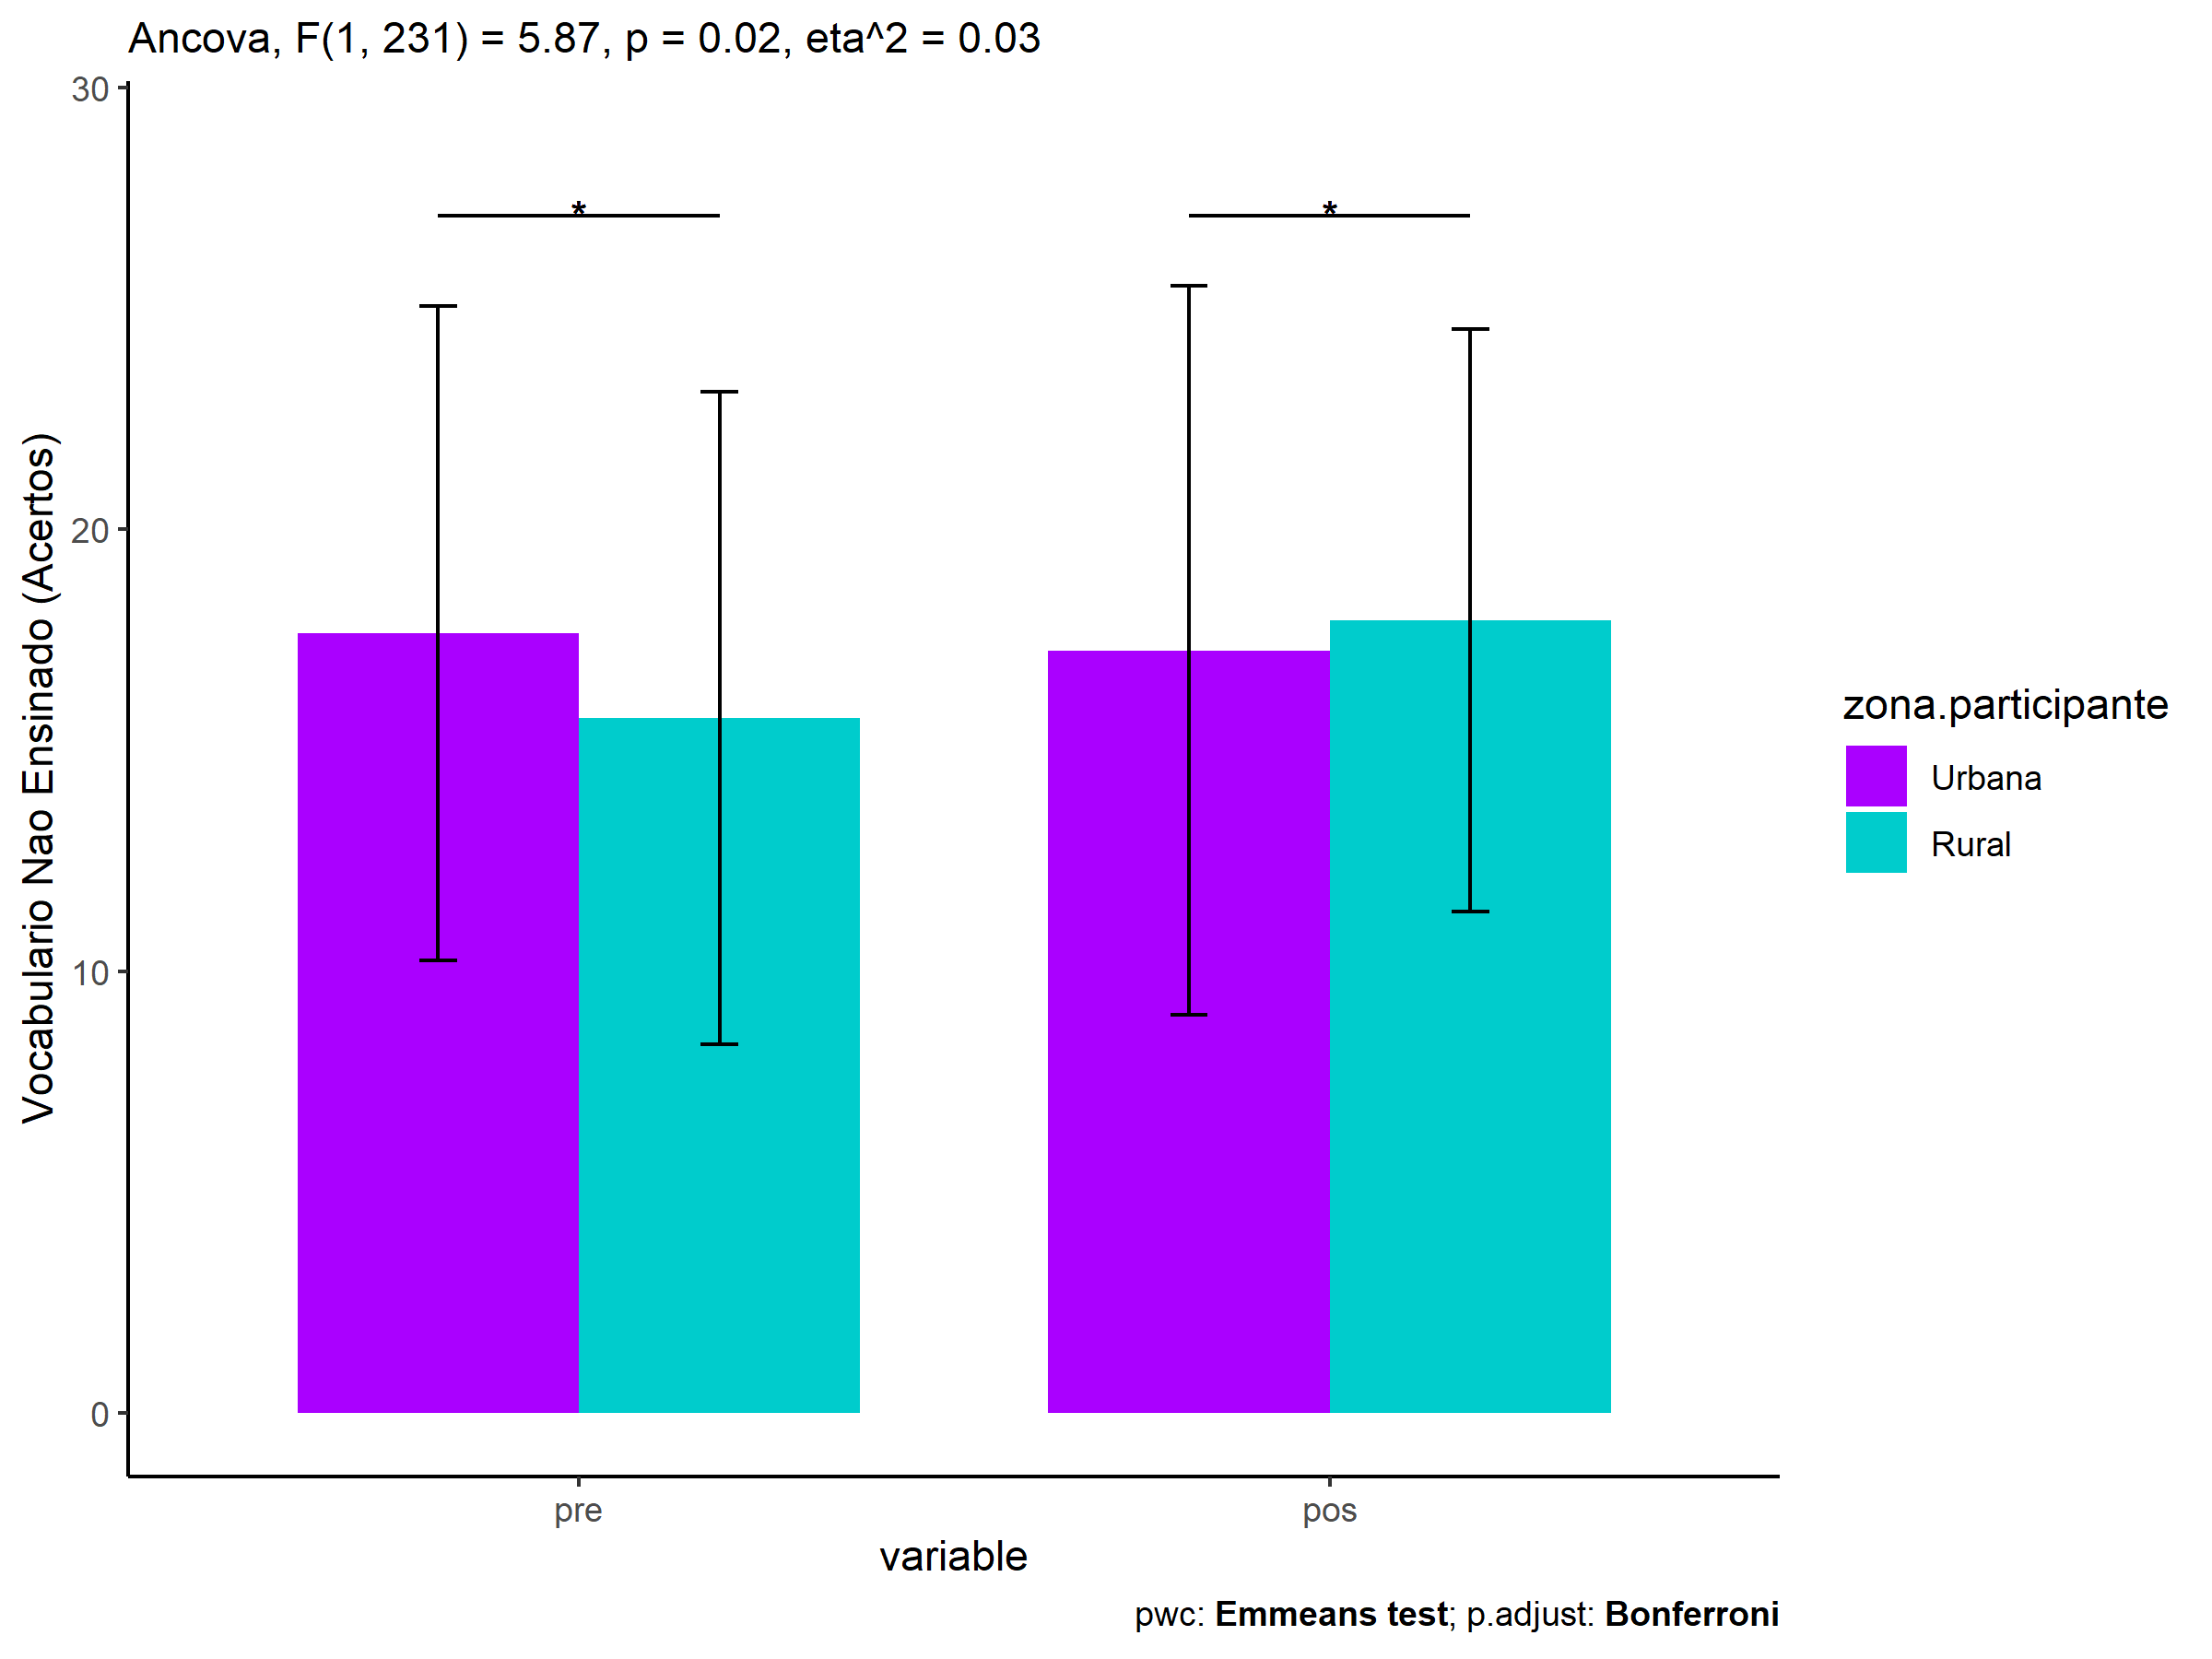 Ancova, F(1, 231) = 5.87, p = 0.02, eta^2 = 0.03
30
20
10
0
Vocabulario Nao Ensinado (Acertos)
*
*
pre
pos
variable
zona.participante
Urbana
Rural
pwc: Emmeans test; p.adjust: Bonferroni